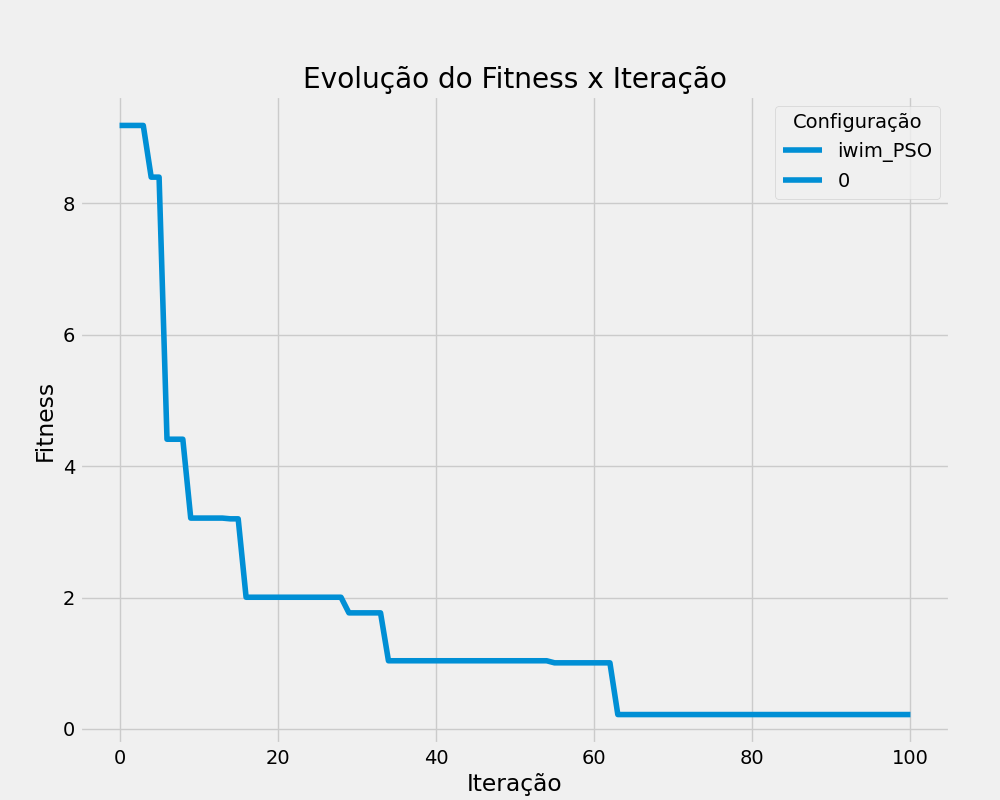 Evolução do Fitness x Iteração
Configuração
iwim_PSO
0
Fitness
8
6
4
2
0
0 20 40 60 80 100
Iteração